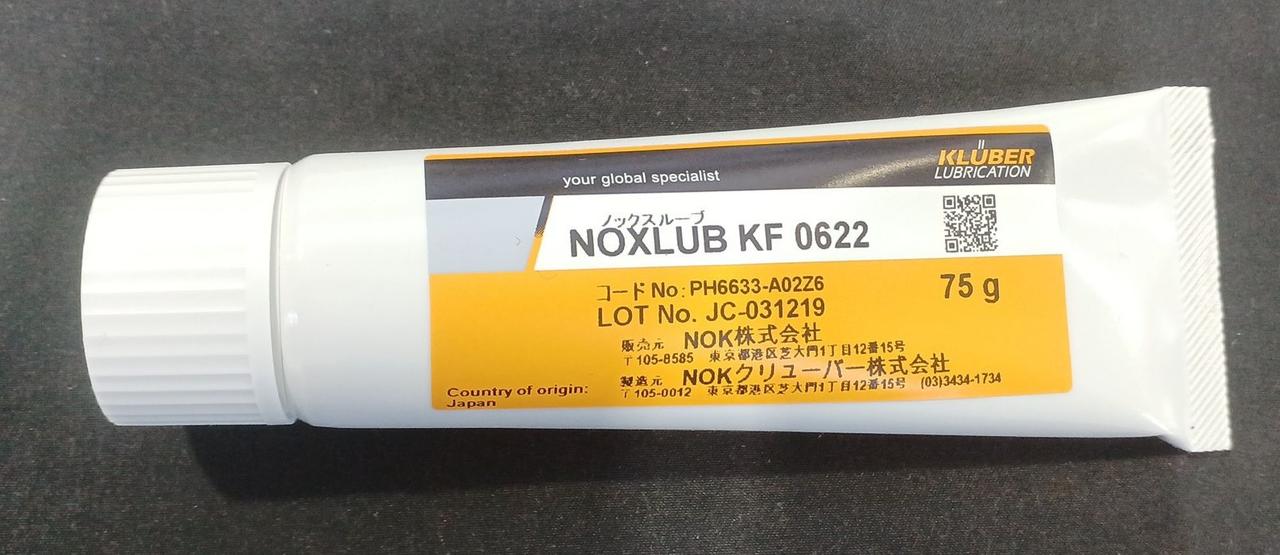 KLÜBER
LUBRICATION
your global specialist
ノックスルーブ
NOXLUB KF 0622
コードNo:PH6633-A02Z6
75 g
LOT No. JC-031219
販売元 NOK株式会社
〒105-8585 東京都港区芝大門1丁目12番15号
製造元 NOKクリューバー株式会社
〒105-0012 東京都港区芝大門1丁目12番15号 (03)3434-1734
Country of origin:
Japan